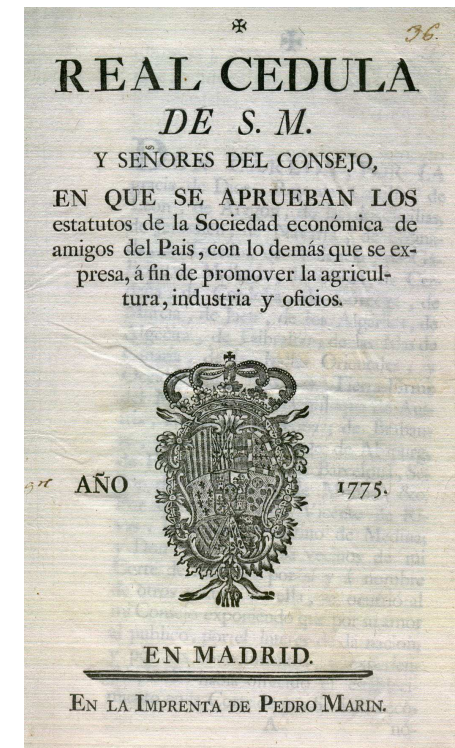 36.
REAL CEDULA
DE S. M.
Y SEÑORES DEL CONSEJO,
EN QUE SE APRUEBAN LOS
estatutos de la Sociedad económica de
amigos del Pais, con lo demás que se ex-
presa, á fin de promover la agricul-
tura, industria y oficios.
AÑO 1775.
EN MADRID.
EN LA IMPRENTA DE PEDRO MARIN.